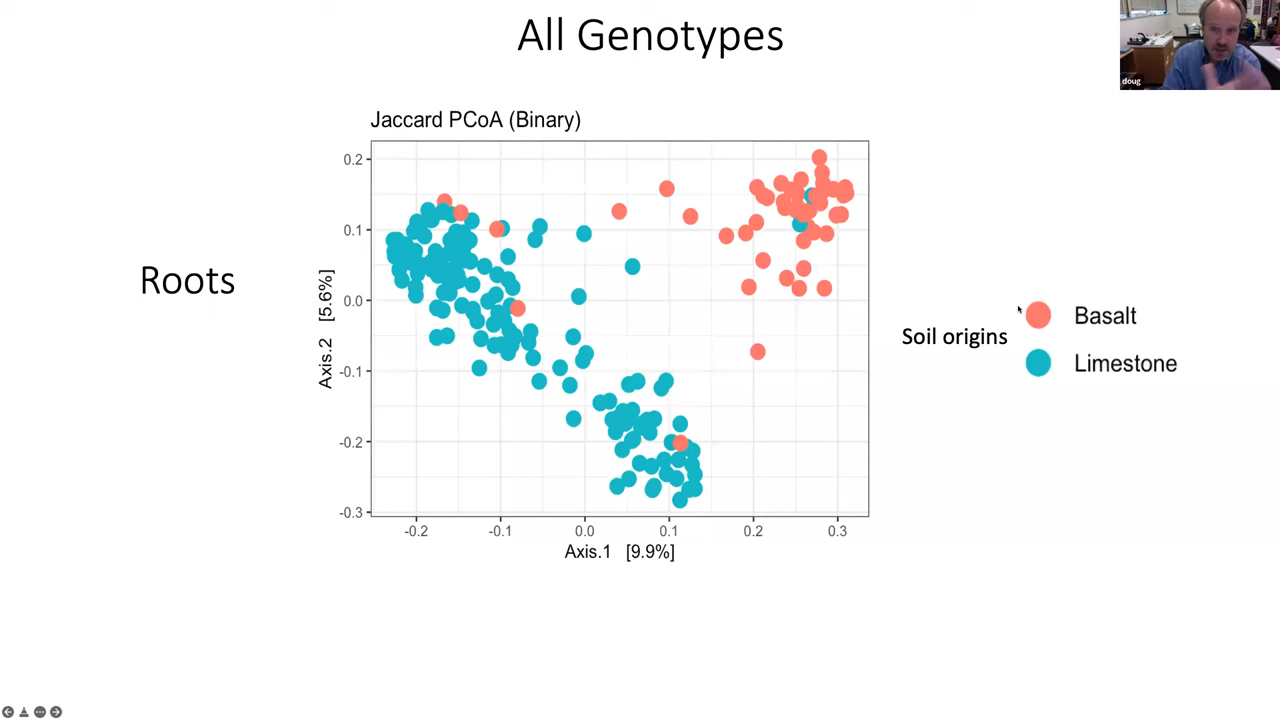 All Genotypes
doug
Jaccard PCoA (Binary)
Roots
Axis.2 [5.6%]
0.2
0.1
0.0
-0.1
-0.2
-0.3
-0.2
-0.1
0.0
0.1
0.2
0.3
Axis.1 [9.9%]
Soil origins
Basalt
Limestone